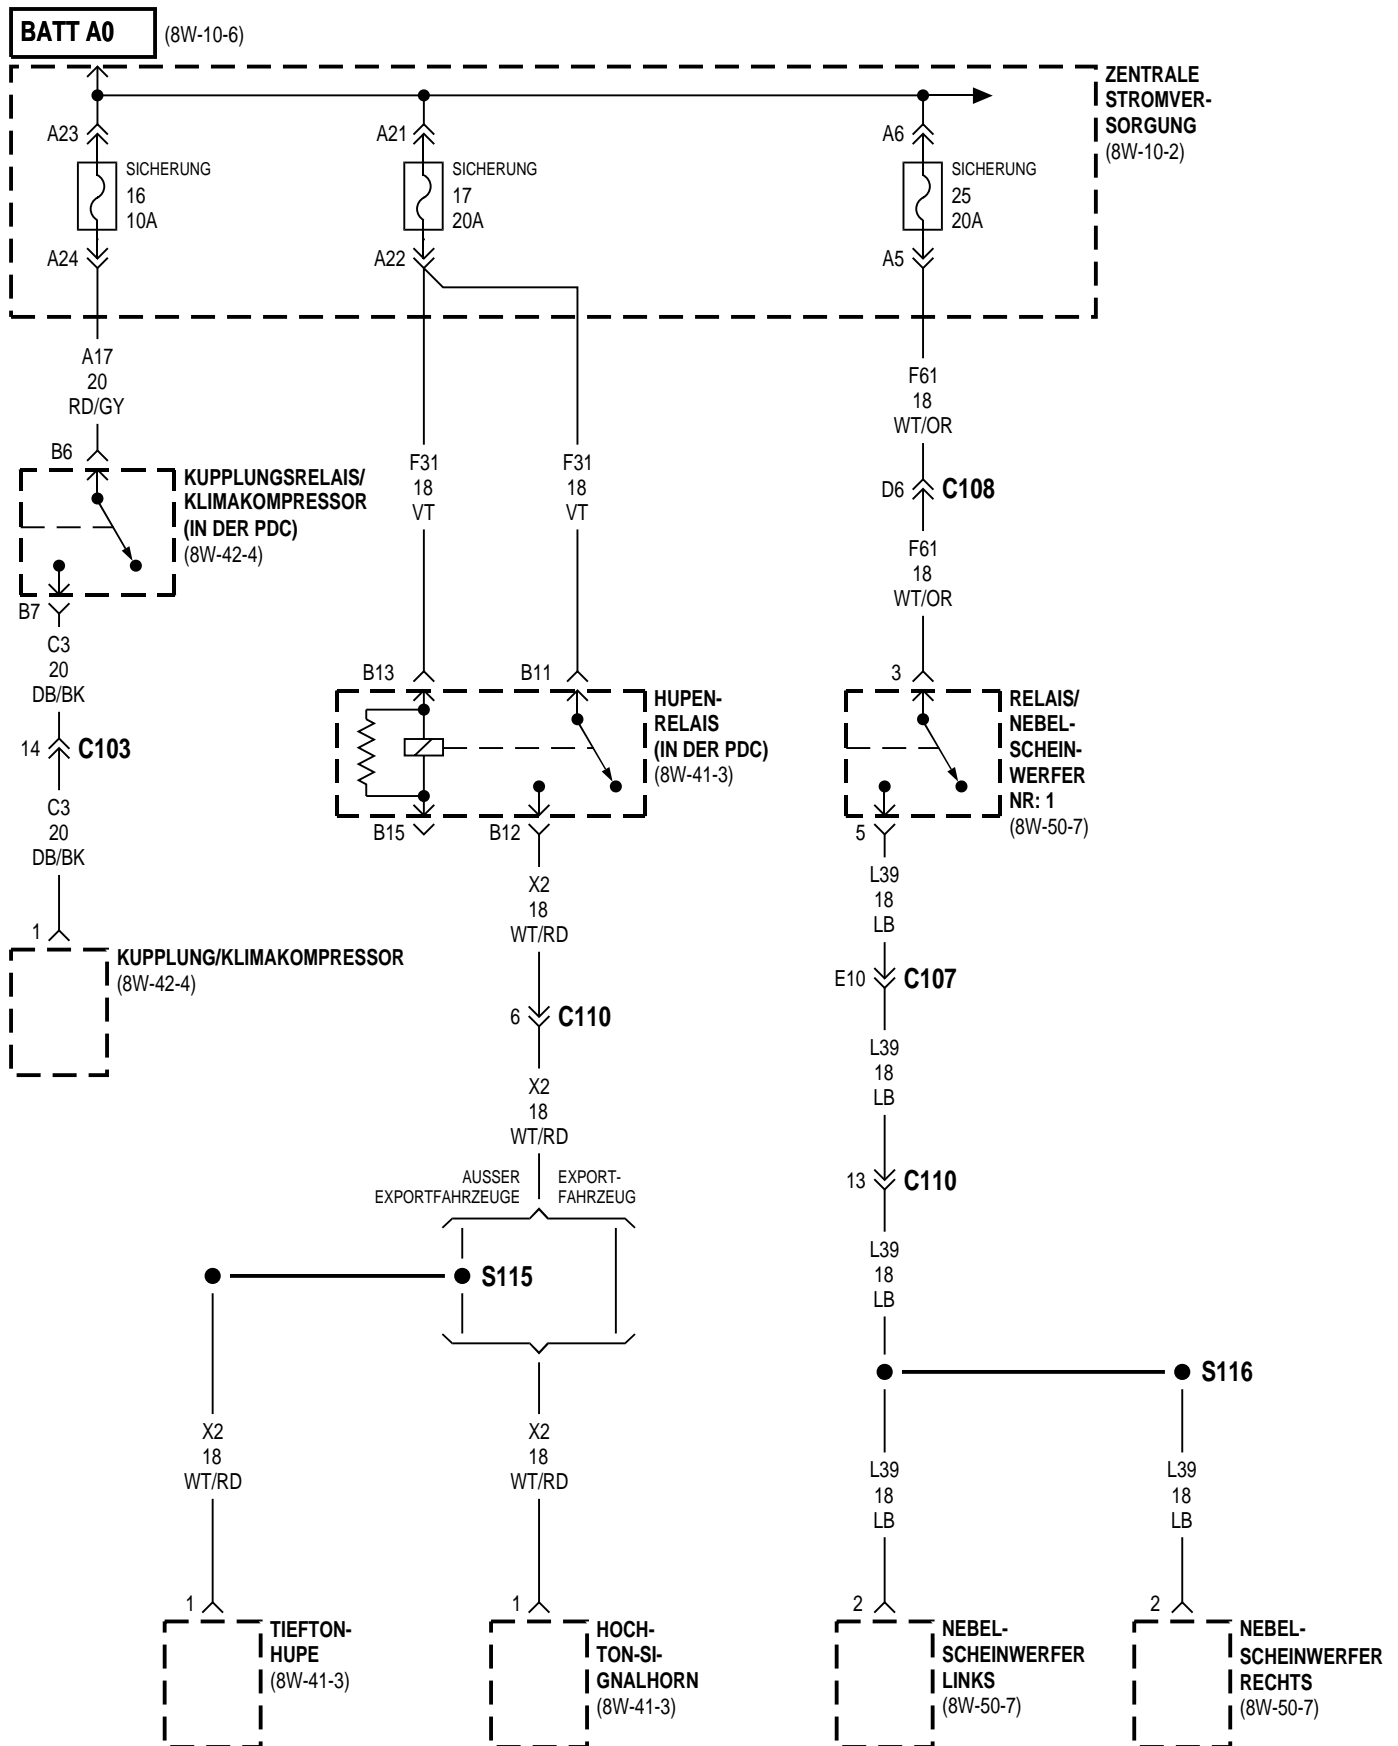 BATT A0 (8W-10-6)
ZENTRALE
STROMVER-
SORGUNG
(8W-10-2)
A23
SICHERUNG
16
10A
A24
A21
SICHERUNG
17
20A
A22
A6
SICHERUNG
25
20A
A5
A17
20
RD/GY
B6
KUPPLUNGSRELAIS/
KLIMAKOMPRESSOR
(IN DER PDC)
(8W-42-4)
B7
C3
20
DB/BK
14 C103
C3
20
DB/BK
1
KUPPLUNG/KLIMAKOMPRESSOR
(8W-42-4)
F31
18
VT
F31
18
VT
B13
B11
HUPEN-
RELAIS
(IN DER PDC)
(8W-41-3)
B15
B12
X2
18
WT/RD
6 C110
X2
18
WT/RD
AUSSER
EXPORTFAHRZEUGE
EXPORT-
FAHRZEUG
S115
X2
18
WT/RD
X2
18
WT/RD
1
TIEFTON-
HUPE
(8W-41-3)
1
HOCH-
TON-SI-
GNALHORN
(8W-41-3)
F61
18
WT/OR
D6 C108
F61
18
WT/OR
3
RELAIS/
NEBEL-
SCHEIN-
WERFER
NR: 1
(8W-50-7)
5
L39
18
LB
E10 C107
L39
18
LB
13 C110
L39
18
LB
S116
L39
18
LB
L39
18
LB
2
NEBEL-
SCHEINWERFER
LINKS
(8W-50-7)
2
NEBEL-
SCHEINWERFER
RECHTS
(8W-50-7)